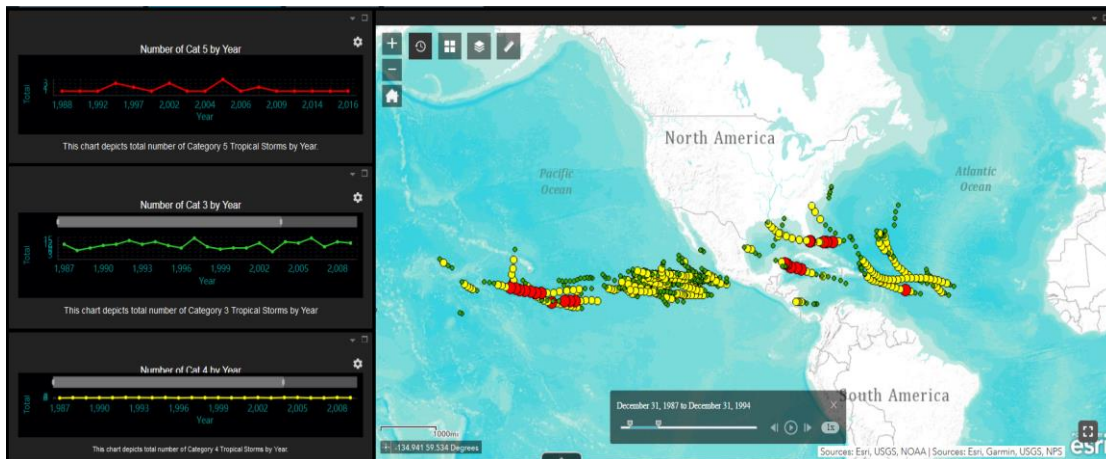 Number of Cat 5 by Year
Total
1,988 1,992 1,997 2,002 2,004 2,006 2,009 2,014 2,016
Year
This chart depicts total number of Category 5 Tropical Storms by Year.
Number of Cat 3 by Year
Total
1,987 1,990 1,993 1,996 1,999 2,002 2,005 2,008
Year
This chart depicts total number of Category 3 Tropical Storms by Year.
Number of Cat 4 by Year
Total
1,987 1,990 1,993 1,996 1,999 2,002 2,005 2,008
Year
This chart depicts total number of Category 4 Tropical Storms by Year.
North America
Pacific
Ocean
Atlantic
Ocean
South America
December 31, 1987 to December 31, 1994
1x
1000mi
-134.941 59.534 Degrees
Sources: Esri, USGS, NOAA | Sources: Esri, Garmin, USGS, NPS
esri